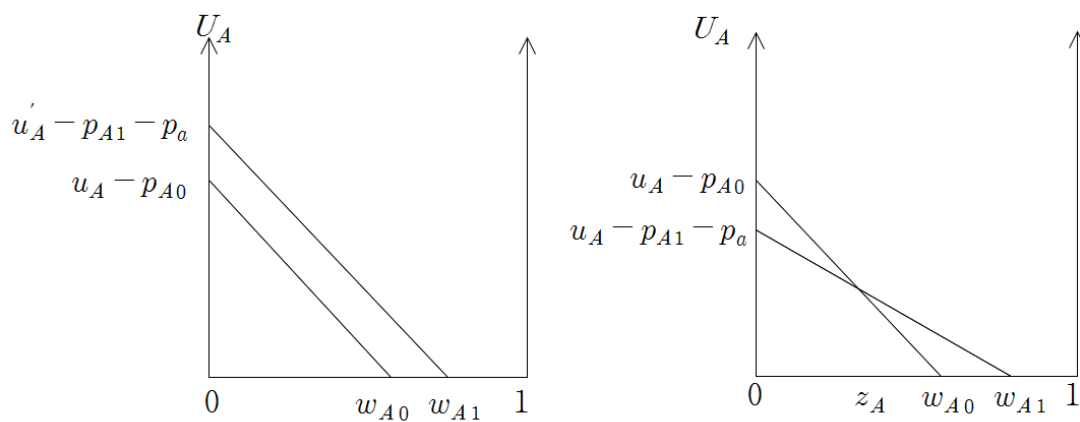 U_A
u'_A − p_{A1} − p_a
u_A − p_{A0}
0 w_{A0} w_{A1} 1
U_A
u_A − p_{A0}
u_A − p_{A1} − p_a
0 z_A w_{A0} w_{A1} 1